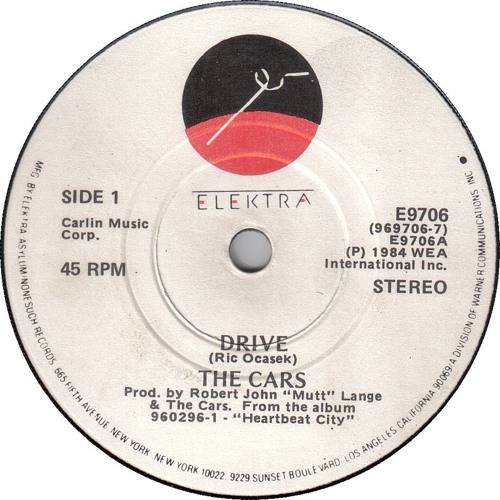 ELEKTRA
SIDE 1
Carlin Music
Corp.
45 RPM
E9706
(969706-7)
E9706A
(P) 1984 WEA
International Inc.
STEREO
DRIVE
(Ric Ocasek)
THE CARS
Prod. by Robert John "Mutt" Lange
& The Cars. From the album
960296-1 - "Heartbeat City"
MFG. BY ELEKTRA/ASYLUM/NONESUCH RECORDS. 665 FIFTH AVENUE, NEW YORK, NEW YORK 10022. 9229 SUNSET BOULEVARD, LOS ANGELES, CALIFORNIA 90069/A DIVISION OF WARNER COMMUNICATIONS INC.